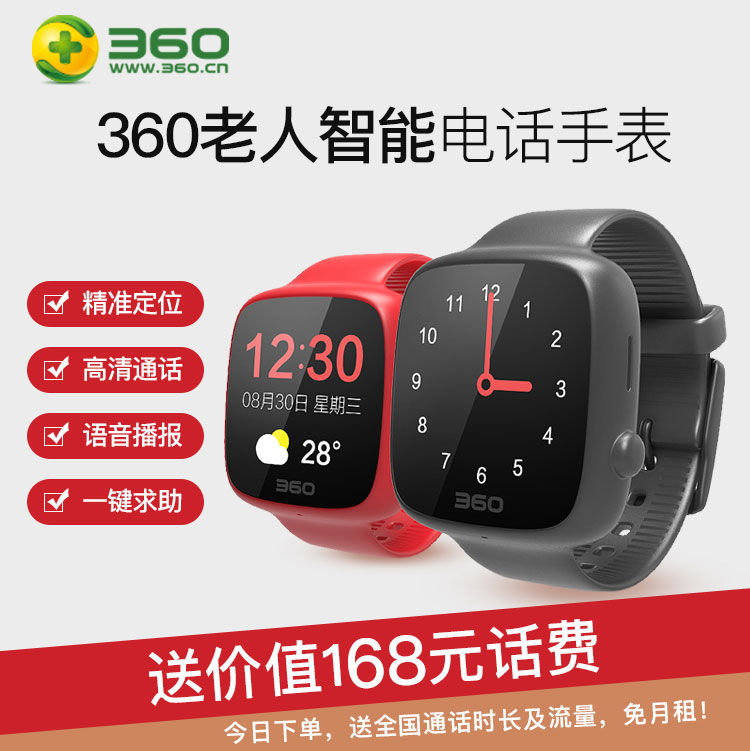 360
www.360.cn
360老人智能电话手表
精准定位
高清通话
语音播报
一键求助
12:30
08月30日 星期三
28°
360
12
1
2
3
4
5
6
7
8
9
10
11
360
送价值168元话费
今日下单，送全国通话时长及流量，免月租！